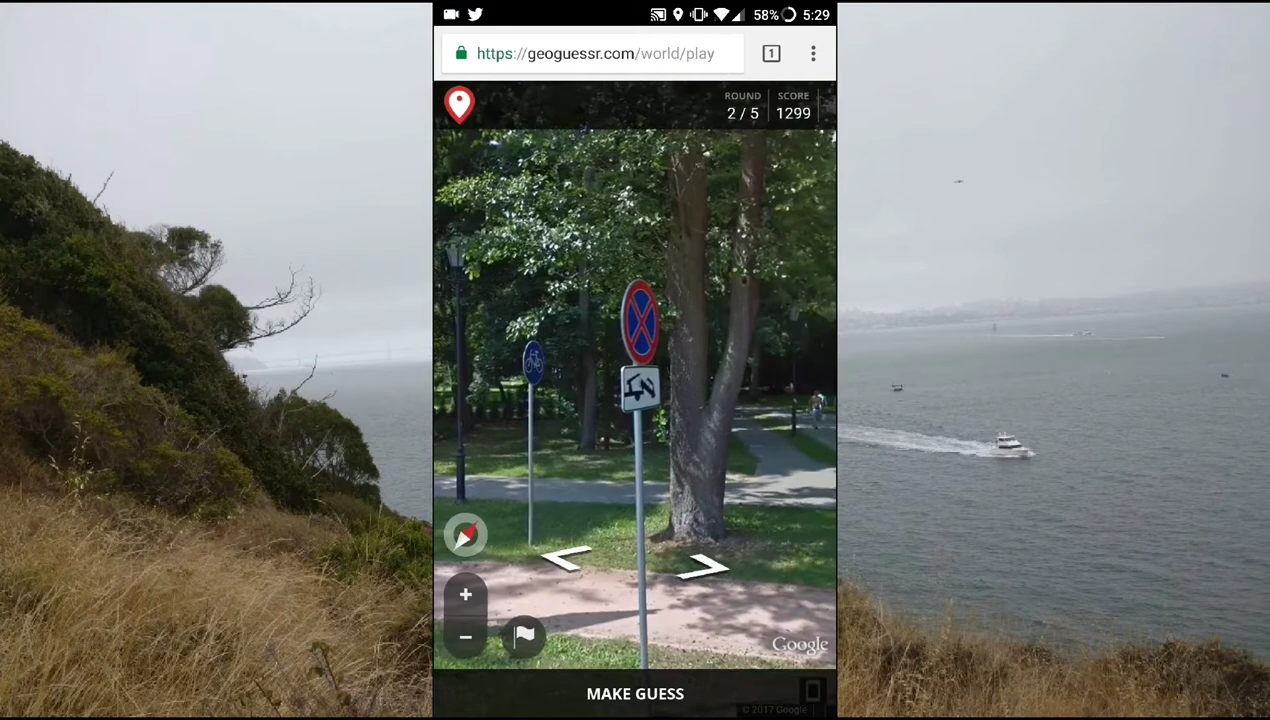 58% 5:29
https://geoguessr.com/world/play
1
ROUND SCORE
2 / 5 1299
Google
MAKE GUESS
© 2017 Google